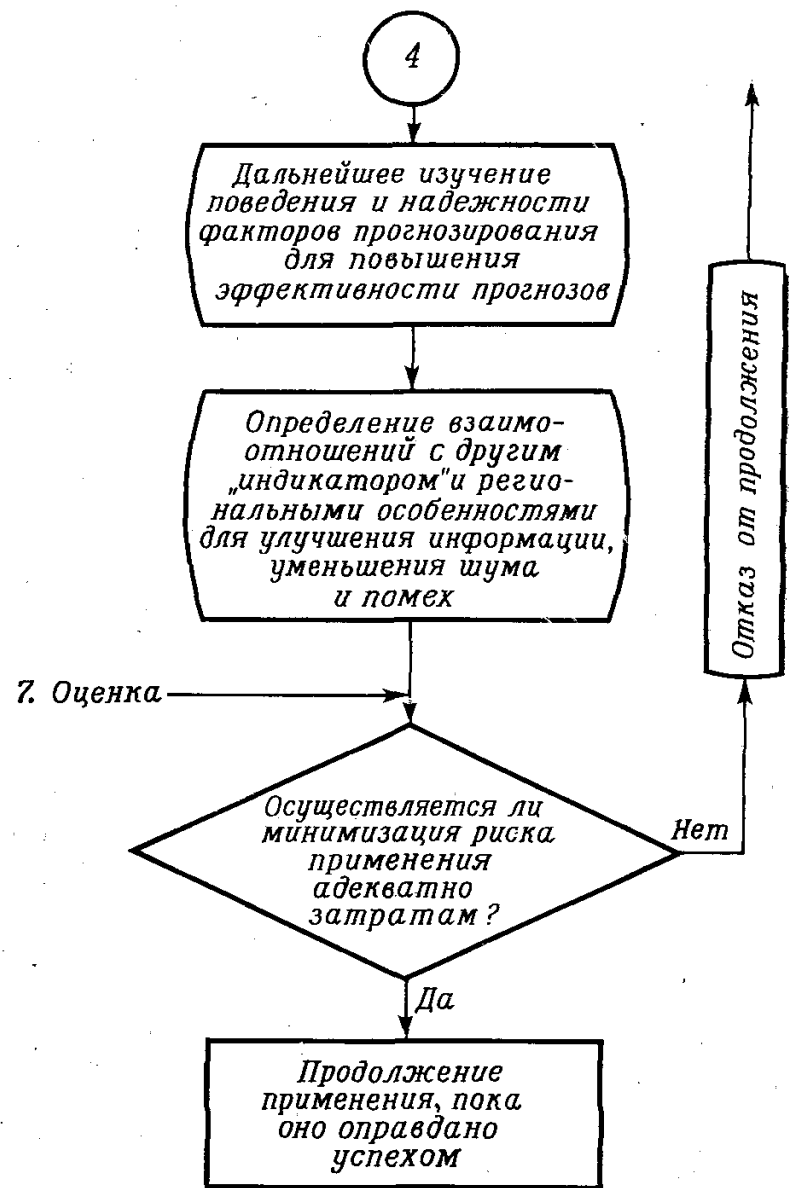 4
Дальнейшее изучение
поведения и надежности
факторов прогнозирования
для повышения
эффективности прогнозов
Определение взаимо-
отношений с другим
„индикатором" и регио-
нальными особенностями
для улучшения информации,
уменьшения шума
и помех
7. Оценка
Осуществляется ли
минимизация риска
применения
адекватно
затратам?
Нет
Отказ от продолжения
Да
Продолжение
применения, пока
оно оправдано
успехом